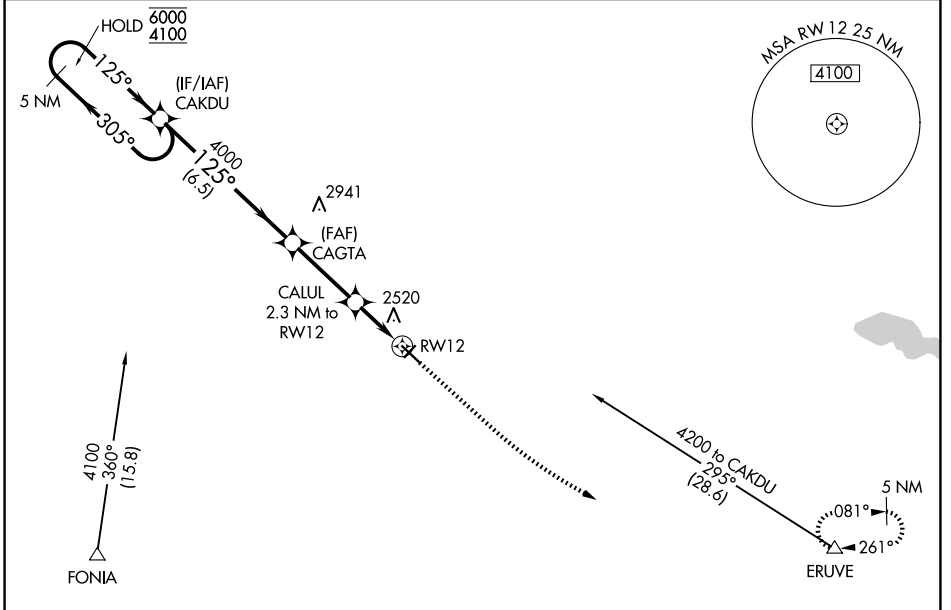 HOLD 6000
4100
125°
5 NM
305°
(IF/IAF)
CAKDU
4000
125°
(6.5)
2941
(FAF)
CAGTA
CALUL
2.3 NM to
RW12
2520
RW12
MSA RW 12 25 NM
4100
4100
360°
(15.8)
FONIA
4200 to CAKDU
295°
(28.6)
5 NM
081°
261°
ERUVE